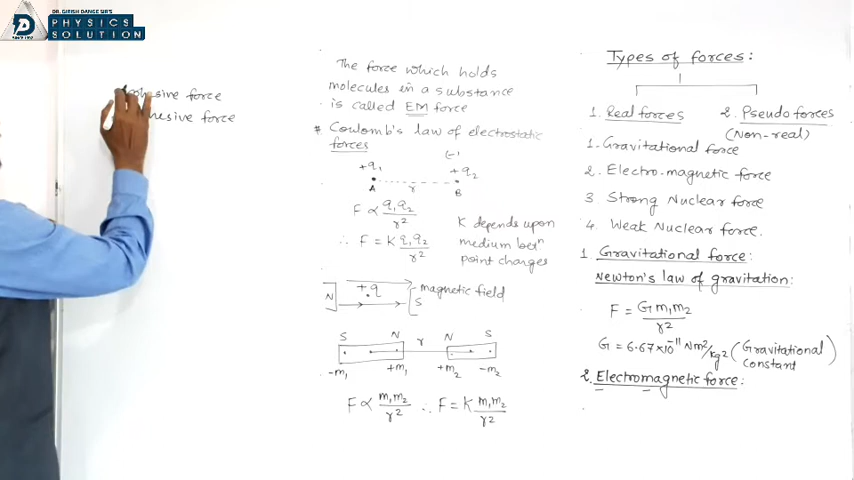 DR. GIRISH DANGE SIR'S
PHYSICS
SOLUTION
force
hesive force
The force which holds
molecules in a substance
is called EM force
* Coulomb's law of electrostatic
forces
(-)
+q1 +q2
A r B
F ∝ q1q2/r²
∴ F = K q1q2/r²
K depends upon
medium betn
point charges
N +q S magnetic field
S N r N S
-m1 +m1 +m2 -m2
F ∝ m1m2/r² ∴ F = K m1m2/r²
Types of forces:
1. Real forces 2. Pseudo forces
(Non-real)
1. Gravitational force
2. Electro-magnetic force
3 Strong Nuclear force
4. Weak Nuclear force.
1 Gravitational force:
Newton's law of gravitation:
F = G m1m2/r²
G = 6.67×10⁻¹¹ Nm²/kg2 (Gravitational
constant)
2. Electromagnetic force: